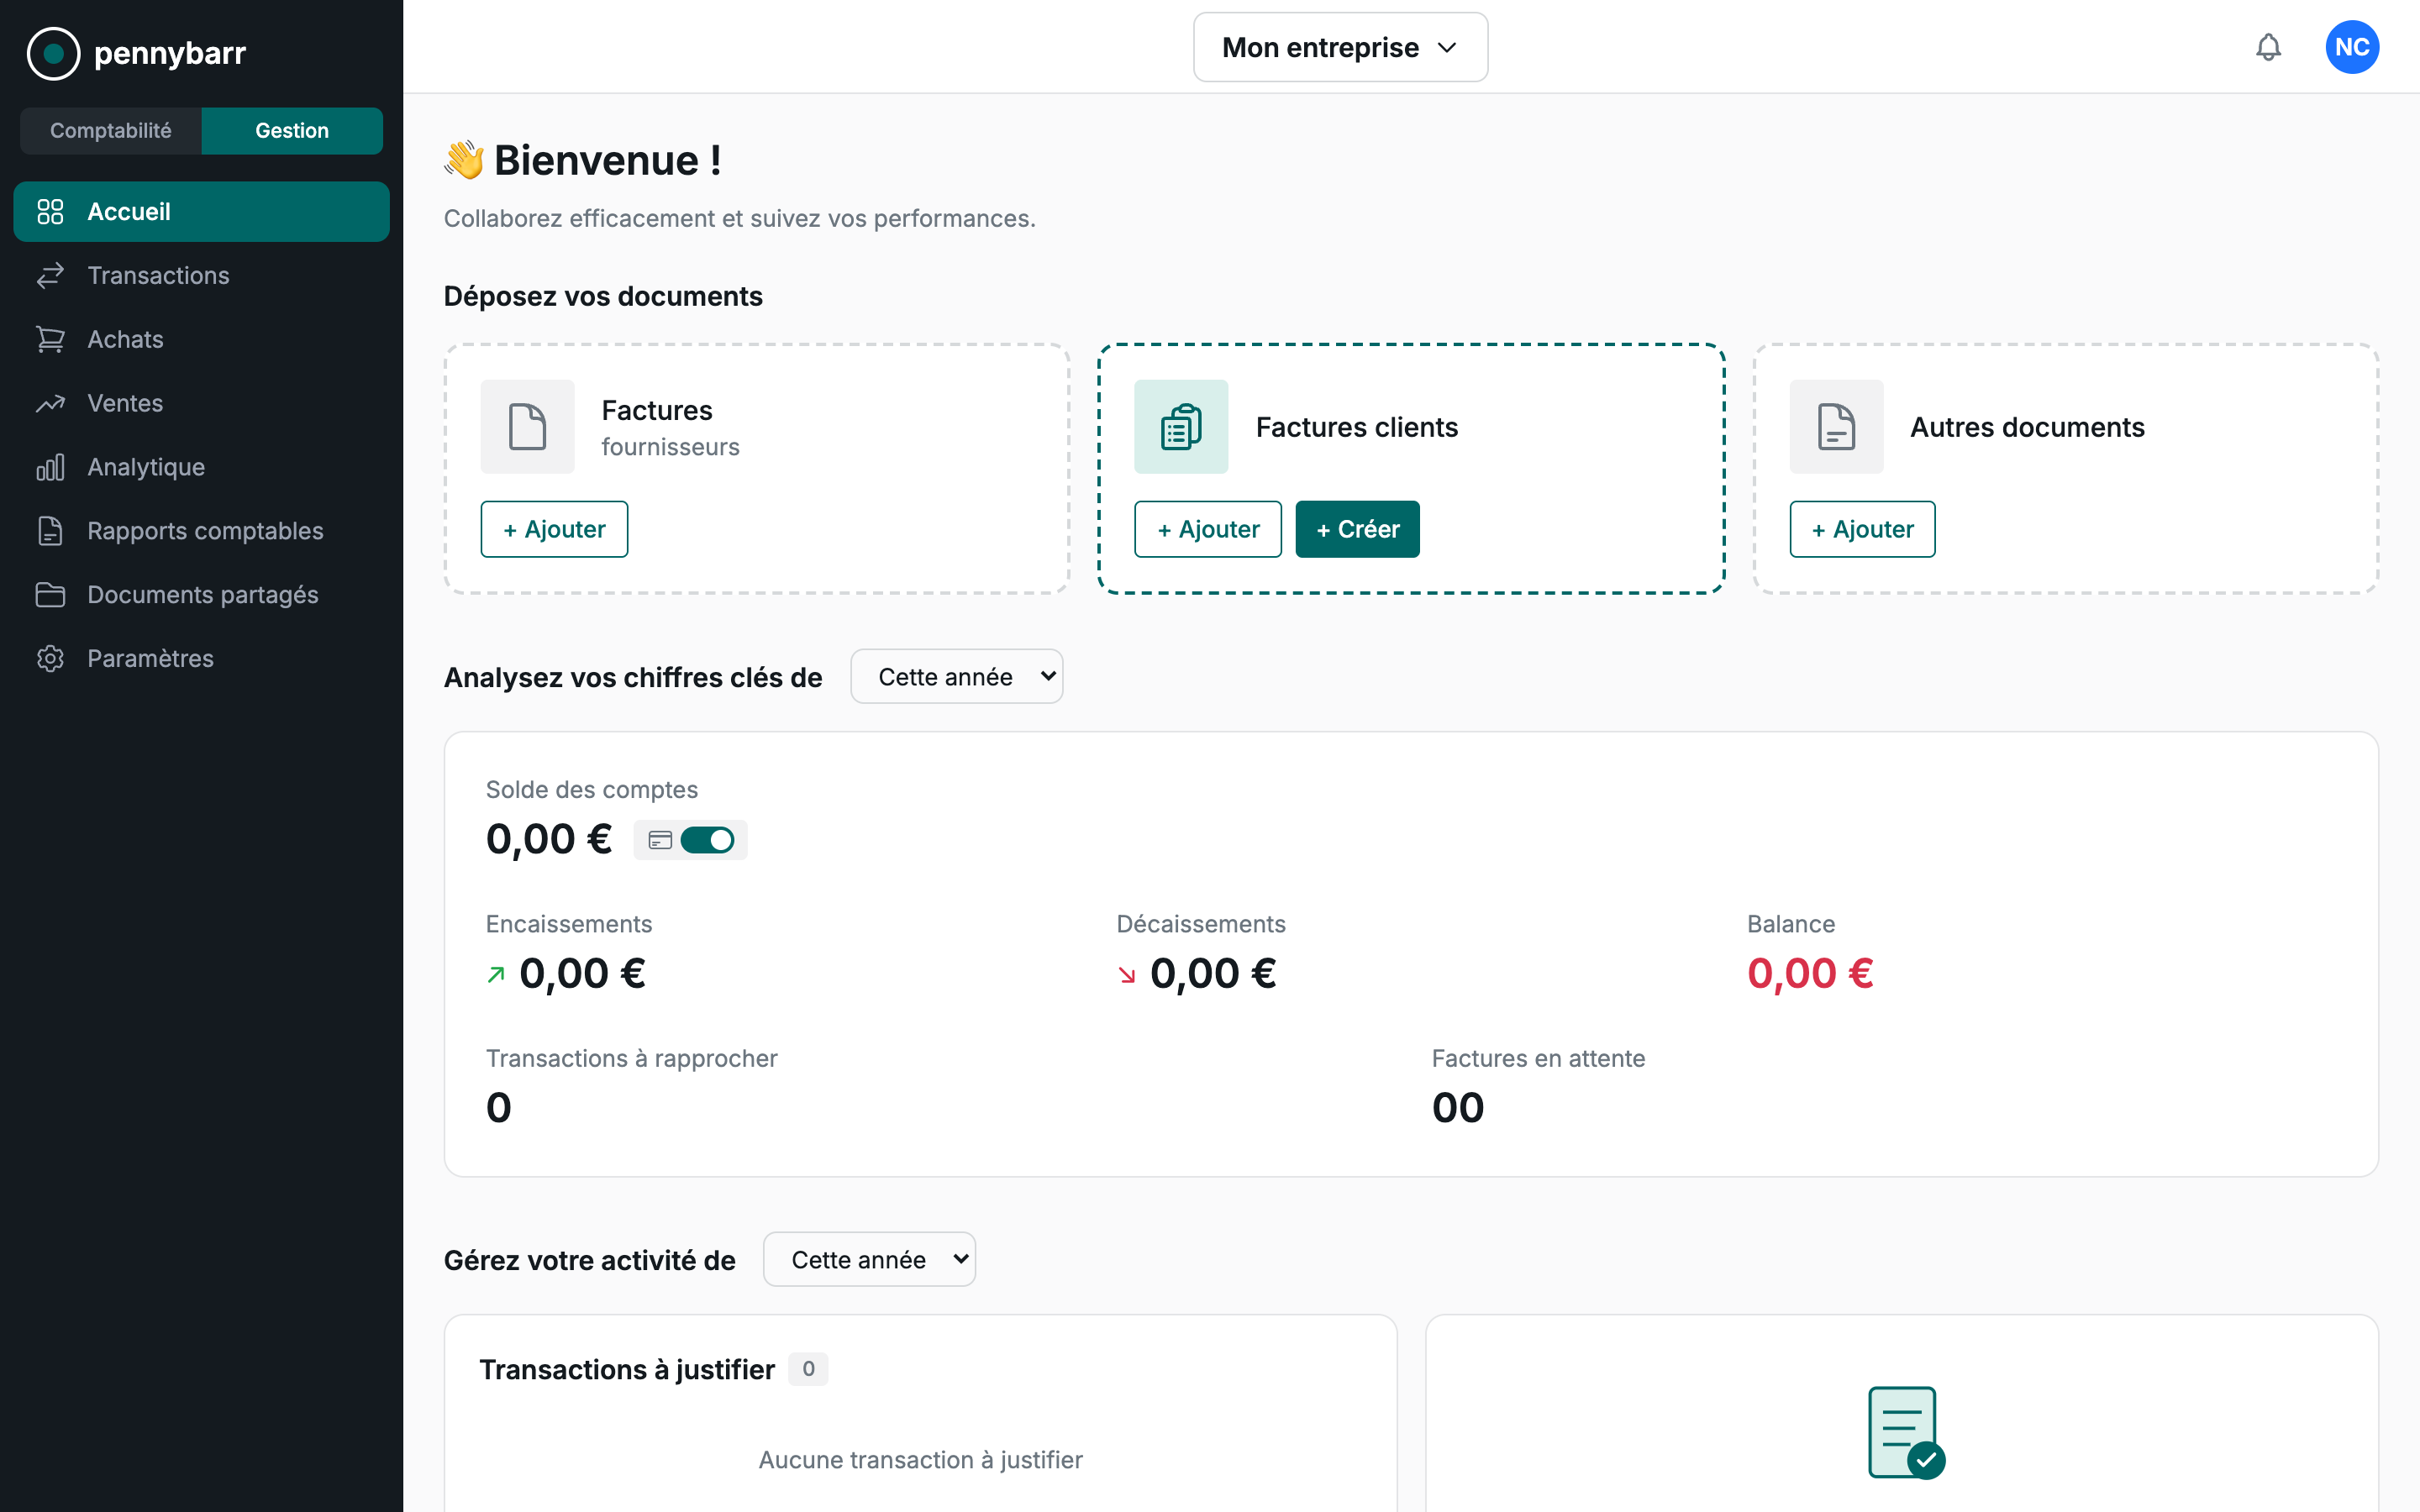 pennybarr
Comptabilité
Gestion
Accueil
Transactions
Achats
Ventes
Analytique
Rapports comptables
Documents partagés
Paramètres
Mon entreprise
NC
👋 Bienvenue !
Collaborez efficacement et suivez vos performances.
Déposez vos documents
Factures
fournisseurs
+ Ajouter
Factures clients
+ Ajouter
+ Créer
Autres documents
+ Ajouter
Analysez vos chiffres clés de
Cette année
Solde des comptes
0,00 €
Encaissements
0,00 €
Décaissements
0,00 €
Balance
0,00 €
Transactions à rapprocher
0
Factures en attente
00
Gérez votre activité de
Cette année
Transactions à justifier
0
Aucune transaction à justifier